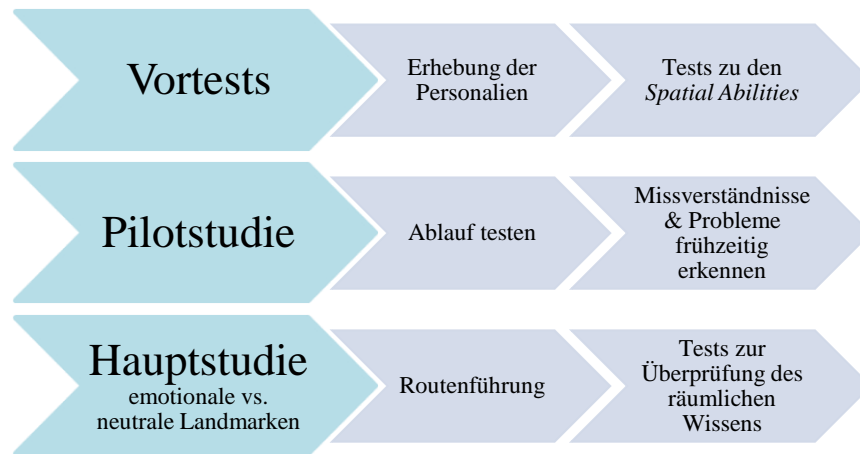 Vortests
Erhebung der
Personalien
Tests zu den
Spatial Abilities
Pilotstudie
Ablauf testen
Missverständnisse
& Probleme
frühzeitig
erkennen
Hauptstudie
emotionale vs.
neutrale Landmarken
Routenführung
Tests zur
Überprüfung des
räumlichen
Wissens